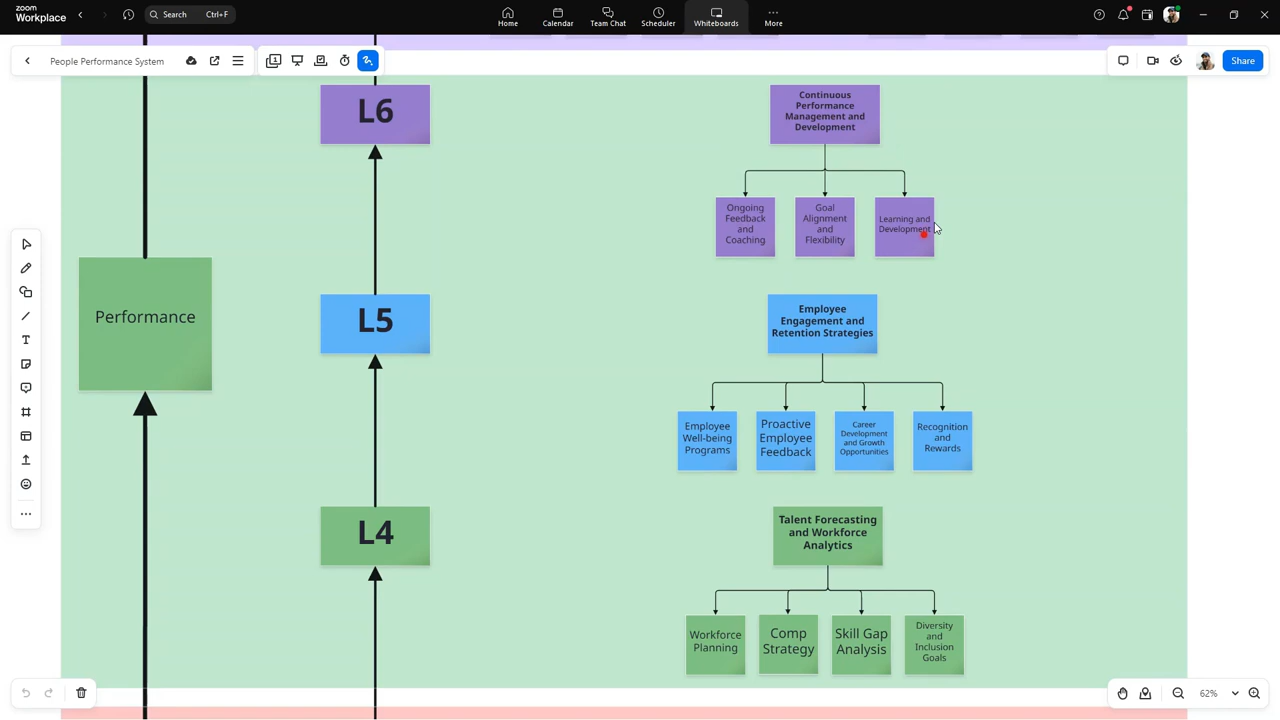 zoom
Workplace
Search Ctrl+F
Home
Calendar
Team Chat
Scheduler
Whiteboards
More
People Performance System
1
Share
L6
Continuous
Performance
Management and
Development
Ongoing
Feedback
and
Coaching
Goal
Alignment
and
Flexibility
Learning and
Development
Performance
L5
Employee
Engagement and
Retention Strategies
Employee
Well-being
Programs
Proactive
Employee
Feedback
Career
Development
and Growth
Opportunities
Recognition
and
Rewards
L4
Talent Forecasting
and Workforce
Analytics
Workforce
Planning
Comp
Strategy
Skill Gap
Analysis
Diversity
and
Inclusion
Goals
62%